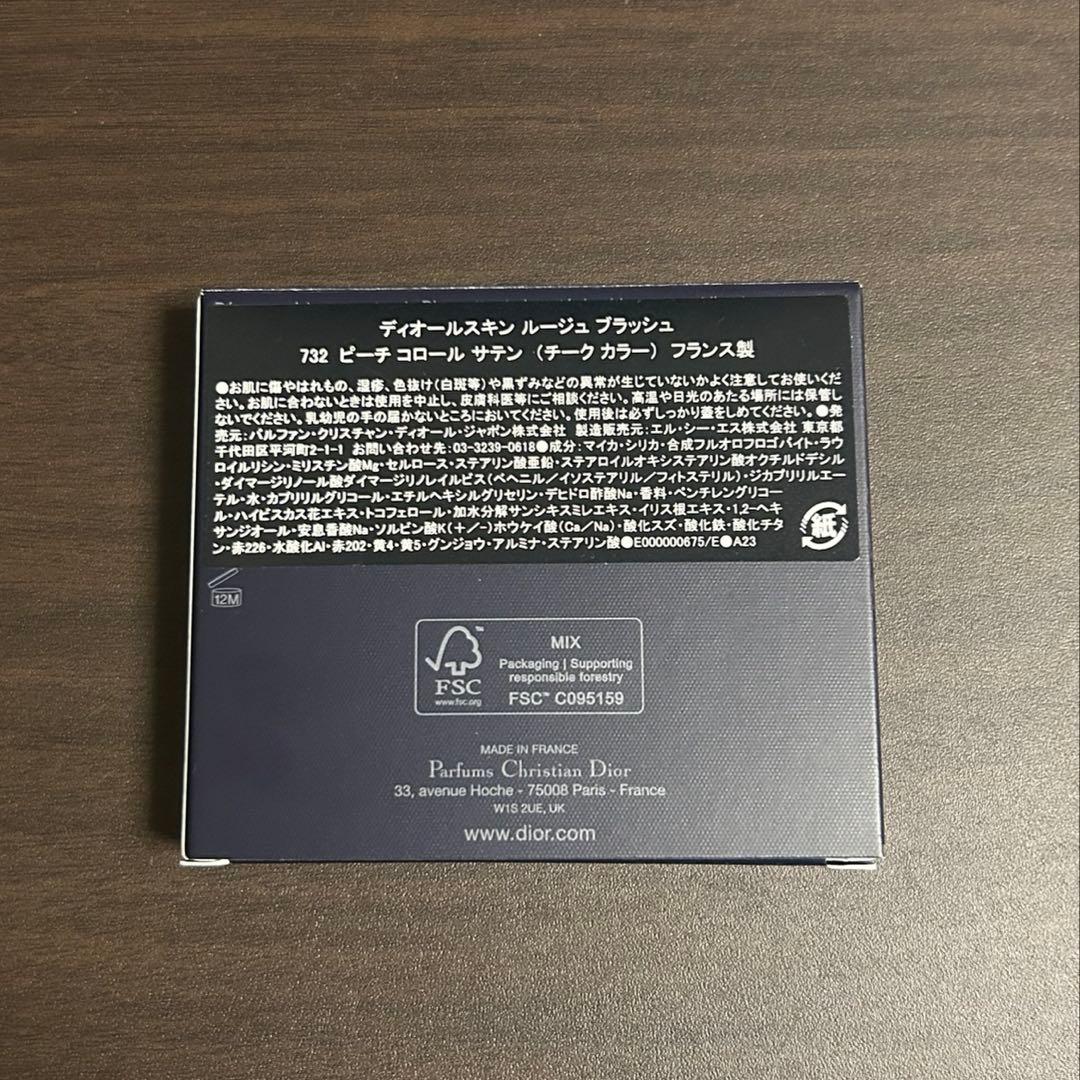 ディオールスキン ルージュ ブラッシュ
732 ピーチ コロール サテン （チーク カラー） フランス製
●お肌に傷やはれもの、湿疹、色抜け（白斑等）や黒ずみなどの異常が生じていないかよく注意してお使いくだ
さい。お肌に合わないときは使用を中止し、皮膚科医等にご相談ください。高温や日光のあたる場所には保管し
ないでください。乳幼児の手の届かないところにおいてください。使用後は必ずしっかり蓋をしめてください。●発
売元：パルファン・クリスチャン・ディオール・ジャポン株式会社 製造販売元：エル・シー・エス株式会社 東京都
千代田区平河町2-1-1 お問い合わせ先：03-3239-0618●成分：マイカ・シリカ・合成フルオロフロゴパイト・ラウ
ロイルリシン・ミリスチン酸Mg・セルロース・ステアリン酸亜鉛・ステアロイルオキシステアリン酸オクチルドデシル
・ダイマージリノール酸ダイマージリノレイルビス（ベヘニル／イソステアリル／フィトステリル）・ジカプリリルエー
テル・水・カプリリルグリコール・エチルヘキシルグリセリン・デヒドロ酢酸Na・香料・ペンチレングリコー
ル・ハイビスカス花エキス・トコフェロール・加水分解サンシキスミレエキス・イリス根エキス・1,2-ヘキ
サンジオール・安息香酸Na・ソルビン酸K（＋／－）ホウケイ酸（Ca／Na）・酸化スズ・酸化鉄・酸化チタ
ン・赤226・水酸化Al・赤202・黄4・黄5・グンジョウ・アルミナ・ステアリン酸●E000000675/E●A23
紙
12M
FSC™
www.fsc.org
MIX
Packaging | Supporting
responsible forestry
FSC™ C095159
MADE IN FRANCE
Parfums Christian Dior
33, avenue Hoche - 75008 Paris - France
W1S 2UE, UK
www.dior.com